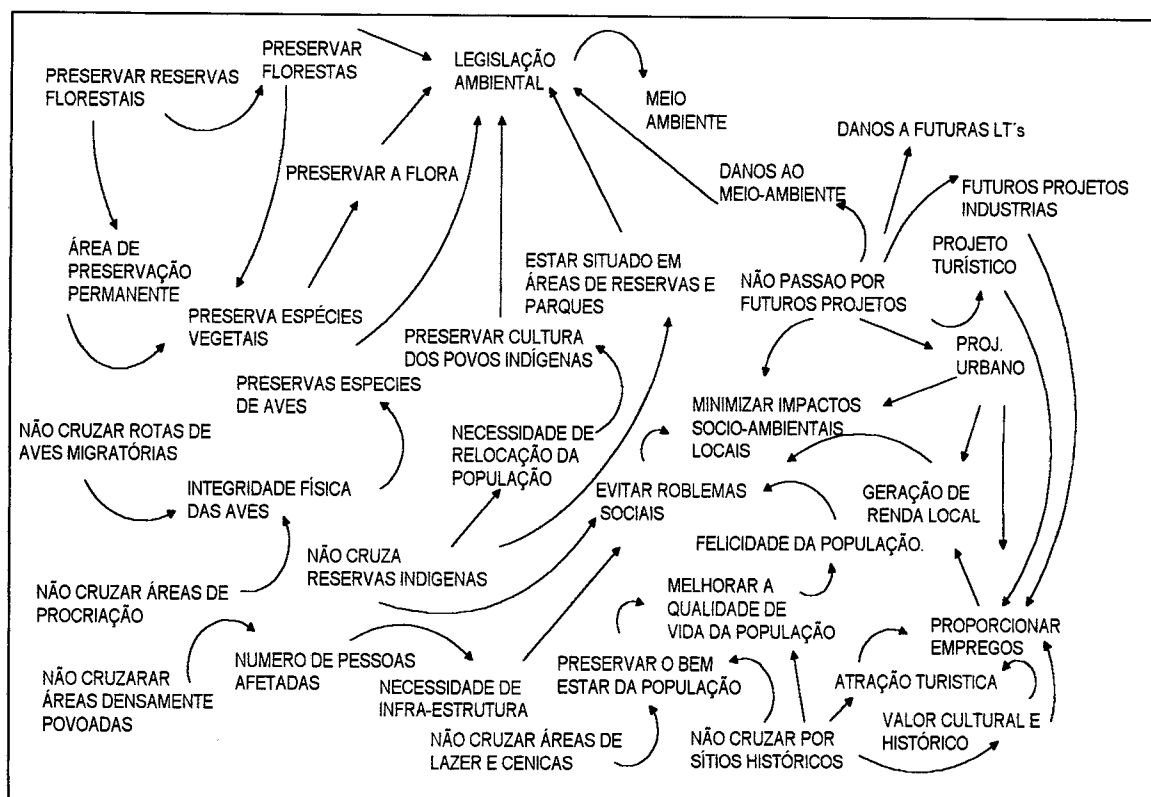 PRESERVAR
FLORESTAS
LEGISLAÇÃO
AMBIENTAL
PRESERVAR RESERVAS
FLORESTAIS
MEIO
AMBIENTE
DANOS A FUTURAS LT´s
PRESERVAR A FLORA
DANOS AO
MEIO-AMBIENTE
FUTUROS PROJETOS
INDUSTRIAS
ÁREA DE
PRESERVAÇÃO
PERMANENTE
ESTAR SITUADO EM
ÁREAS DE RESERVAS E
PARQUES
NÃO PASSAO POR
FUTUROS PROJETOS
PROJETO
TURÍSTICO
PRESERVA ESPÉCIES
VEGETAIS
PRESERVAR CULTURA
DOS POVOS INDÍGENAS
PROJ.
URBANO
PRESERVAS ESPECIES
DE AVES
MINIMIZAR IMPACTOS
SOCIO-AMBIENTAIS
LOCAIS
NÃO CRUZAR ROTAS DE
AVES MIGRATÓRIAS
NECESSIDADE DE
RELOCAÇÃO DA
POPULAÇÃO
INTEGRIDADE FÍSICA
DAS AVES
EVITAR ROBLEMAS
SOCIAIS
GERAÇÃO DE
RENDA LOCAL
NÃO CRUZA
RESERVAS INDIGENAS
FELICIDADE DA POPULAÇÃO.
NÃO CRUZAR ÁREAS DE
PROCRIAÇÃO
MELHORAR A
QUALIDADE DE
VIDA DA POPULAÇÃO
PROPORCIONAR
EMPREGOS
NÃO CRUZARAR
ÁREAS DENSAMENTE
POVOADAS
NUMERO DE PESSOAS
AFETADAS
NECESSIDADE DE
INFRA-ESTRUTURA
PRESERVAR O BEM
ESTAR DA POPULAÇÃO
ATRAÇÃO TURISTICA
NÃO CRUZAR ÁREAS DE
LAZER E CENICAS
NÃO CRUZAR POR
SÍTIOS HISTÓRICOS
VALOR CULTURAL E
HISTÓRICO